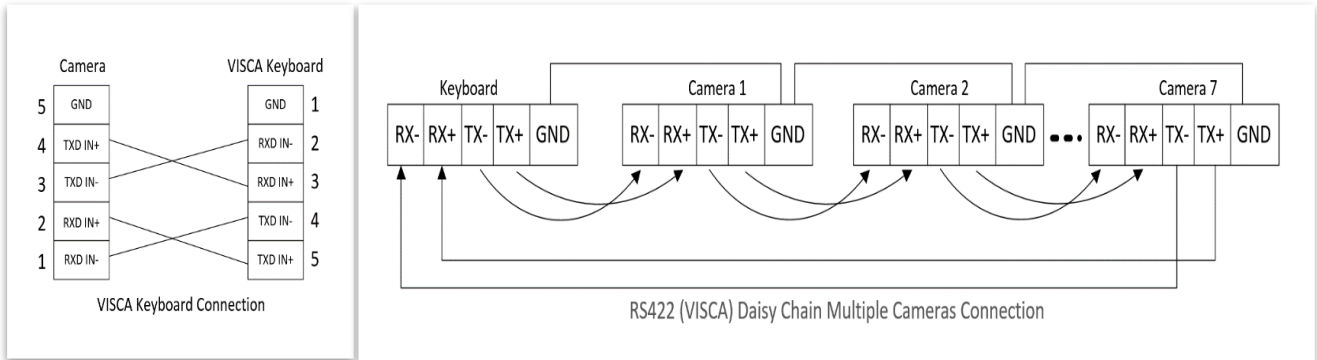 Camera VISCA Keyboard
5 GND GND 1
4 TXD IN+ RXD IN- 2
3 TXD IN- RXD IN+ 3
2 RXD IN+ TXD IN- 4
1 RXD IN- TXD IN+ 5
VISCA Keyboard Connection
Keyboard Camera 1 Camera 2 Camera 7
RX- RX+ TX- TX+ GND RX- RX+ TX- TX+ GND RX- RX+ TX- TX+ GND RX- RX+ TX- TX+ GND
RS422 (VISCA) Daisy Chain Multiple Cameras Connection